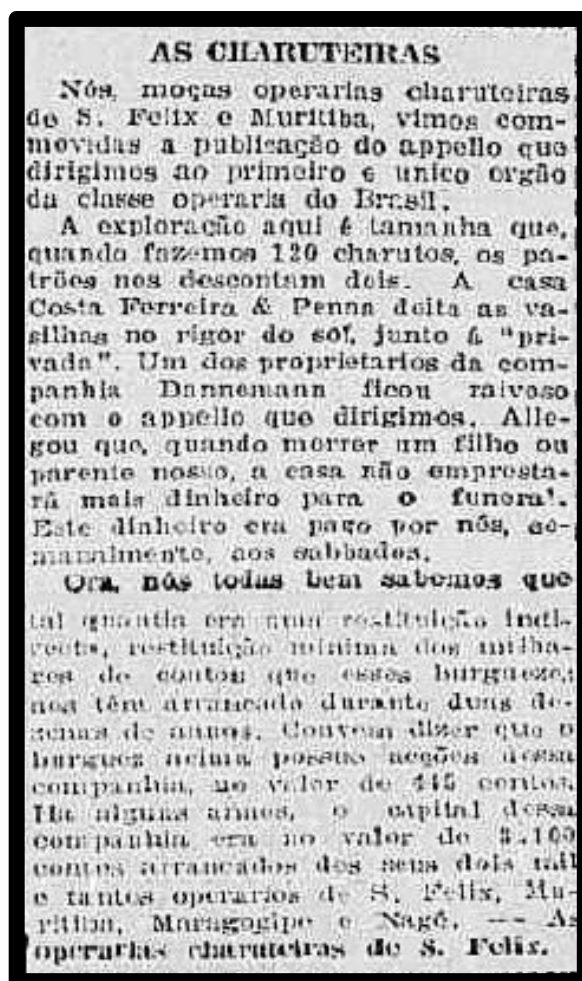 AS CHARUTEIRAS
Nós, moças operarias charuteiras
de S. Felix e Muritiba, vimos com-
movidas a publicação do appello que
dirigimos ao primeiro e unico orgão
da classe operaria do Brasil.
A exploração aqui é tamanha que,
quando fazemos 120 charutos, os pa-
trões nos descontam dois. A casa
Costa Ferreira & Penna deita as va-
silhas no rigor do sol, junto á "pri-
vada". Um dos proprietarios da com-
panhia Dannemann ficou raivoso
com o appello que dirigimos. Alle-
gou que, quando morrer um filho ou
parente nosso, a casa não empresta-
rá mais dinheiro para o funeral.
Este dinheiro era pago por nós, se-
manalmente, aos sabbados.
Ora, nós todas bem sabemos que
tal quantia era uma restituição indi-
recta, restituição minima dos milha-
res de contos que esses burguezes
nos têm arrancado durante duas de-
zenas de annos. Convem dizer que o
burguez acima possue acções dessa
companhia, no valor de 445 contos.
Ha alguns annos, o capital dessa
companhia era no valor de 3.100
contos arrancados dos seus dois mil
e tantos operarios de S. Felix, Mu-
ritiba, Maragogipe e Nagé. — As
operarias charuteiras de S. Felix.